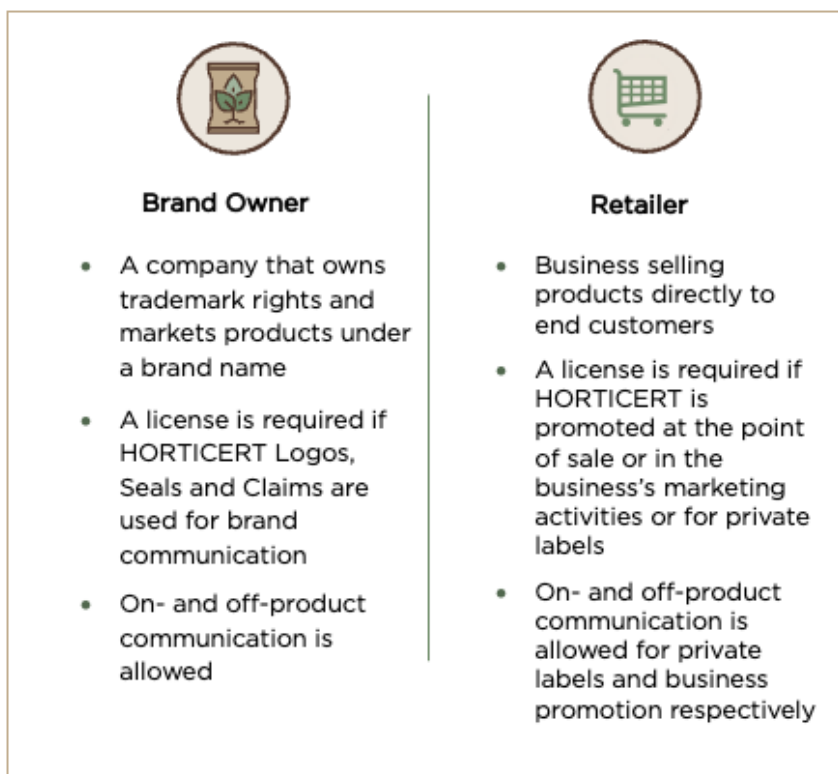 Brand Owner
• A company that owns
trademark rights and
markets products under
a brand name
• A license is required if
HORTICERT Logos,
Seals and Claims are
used for brand
communication
• On- and off-product
communication is
allowed
Retailer
• Business selling
products directly to
end customers
• A license is required if
HORTICERT is
promoted at the point
of sale or in the
business's marketing
activities or for private
labels
• On- and off-product
communication is
allowed for private
labels and business
promotion respectively